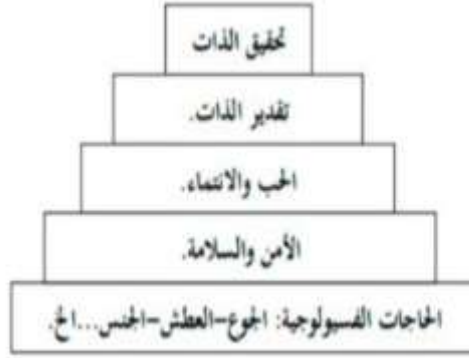 تحقيق الذات
تقدير الذات.
الحب والانتماء.
الأمن والسلامة.
الحاجات الفسيولوجية: الجوع-العطش-الجنس...الخ.